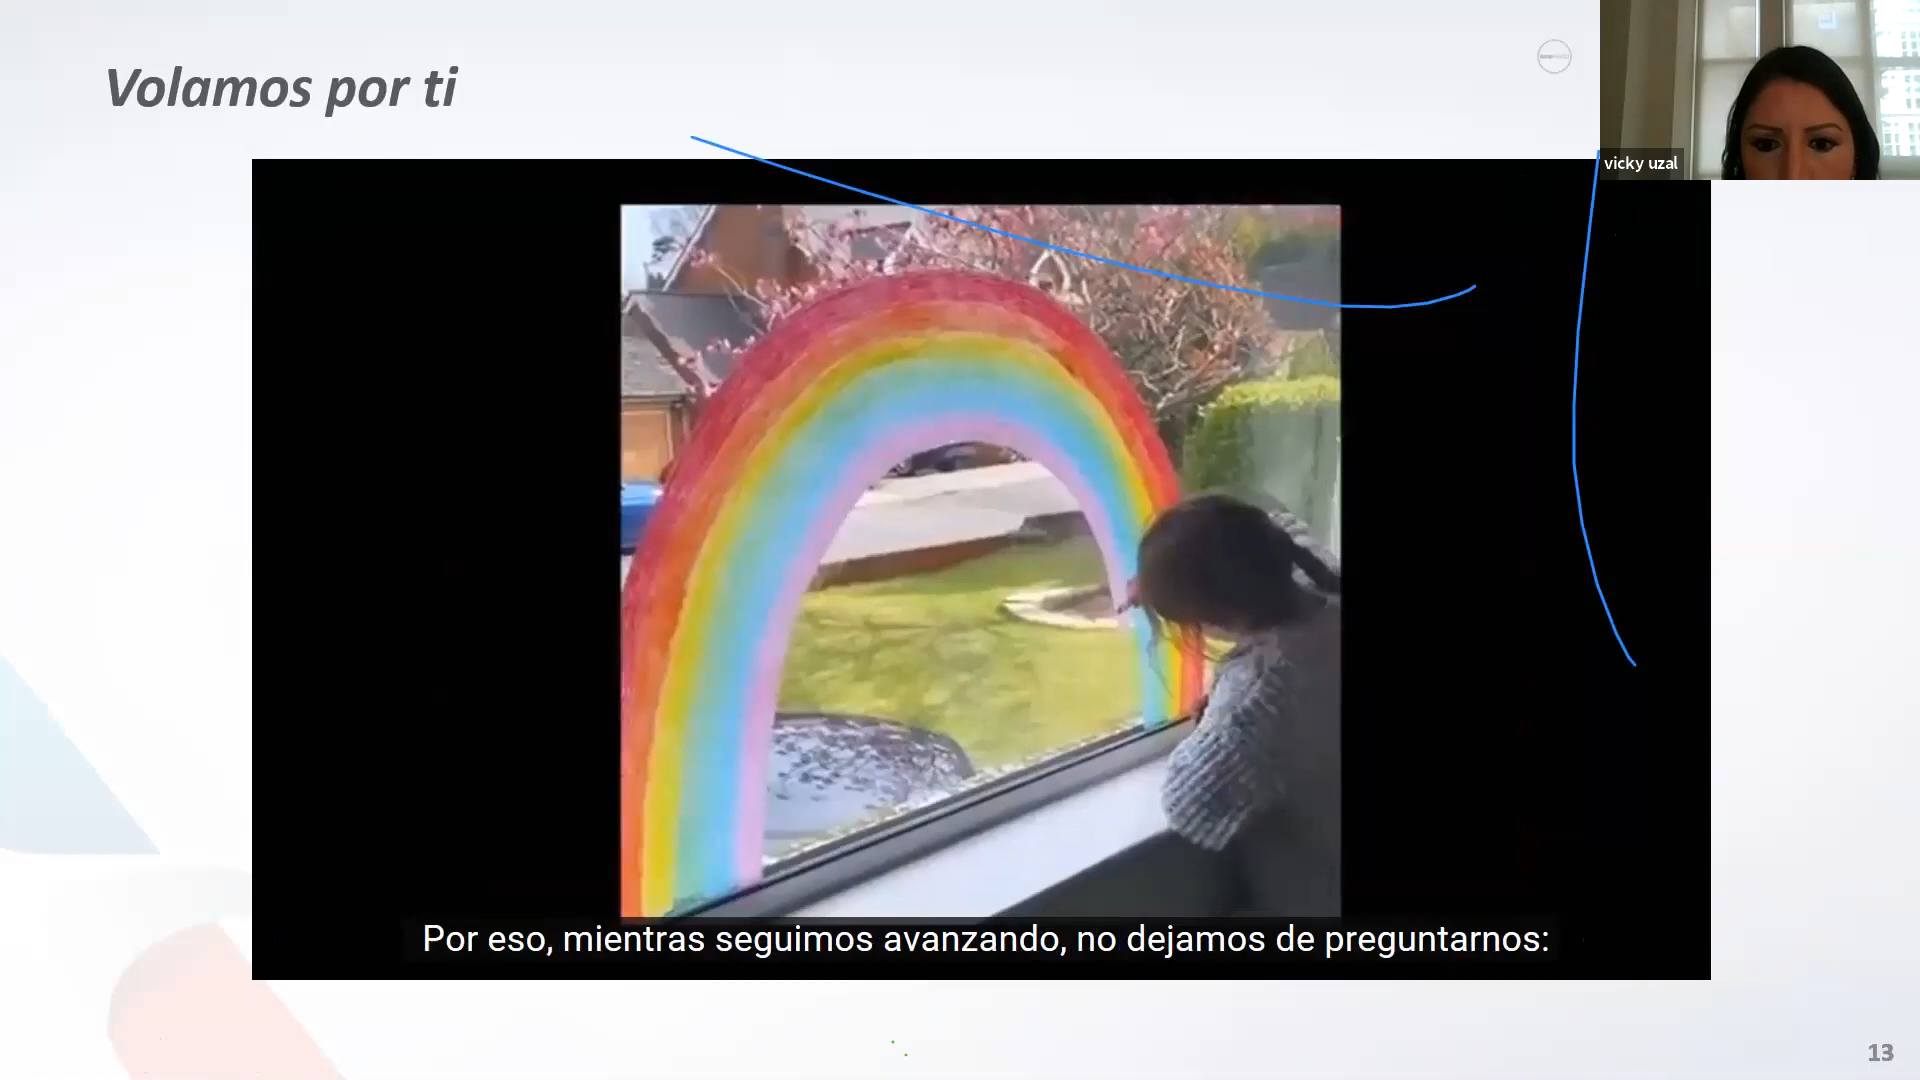 Volamos por ti
vicky uzal
Por eso, mientras seguimos avanzando, no dejamos de preguntarnos:
13